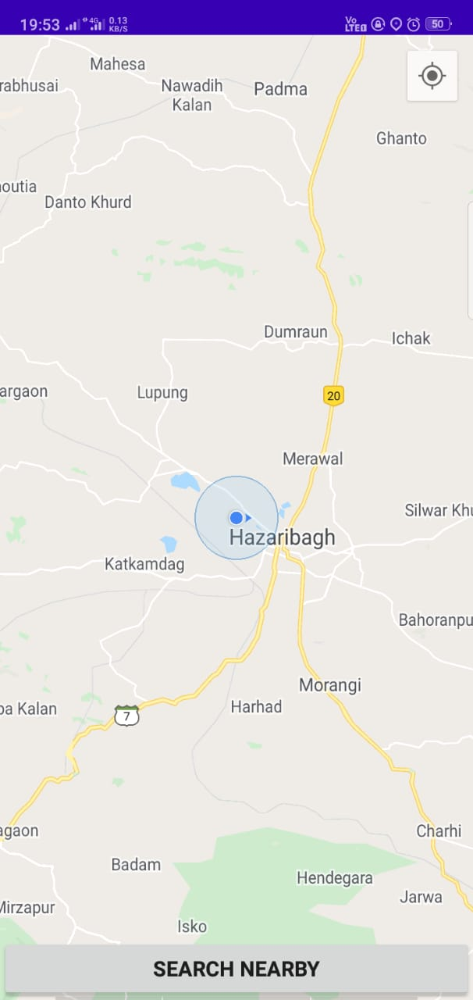 19:53 4G 0.13 KB/S Vo LTE 50
Mahesa
rabhusai
Nawadih
Kalan
Padma
Ghanto
outia
Danto Khurd
Dumraun
Ichak
argaon
Lupung
20
Merawal
Silwar Khu
Hazaribagh
Katkamdag
Bahoranpu
Morangi
Harhad
pa Kalan
7
agaon
Charhi
Badam
Hendegara
Jarwa
Mirzapur
Isko
SEARCH NEARBY